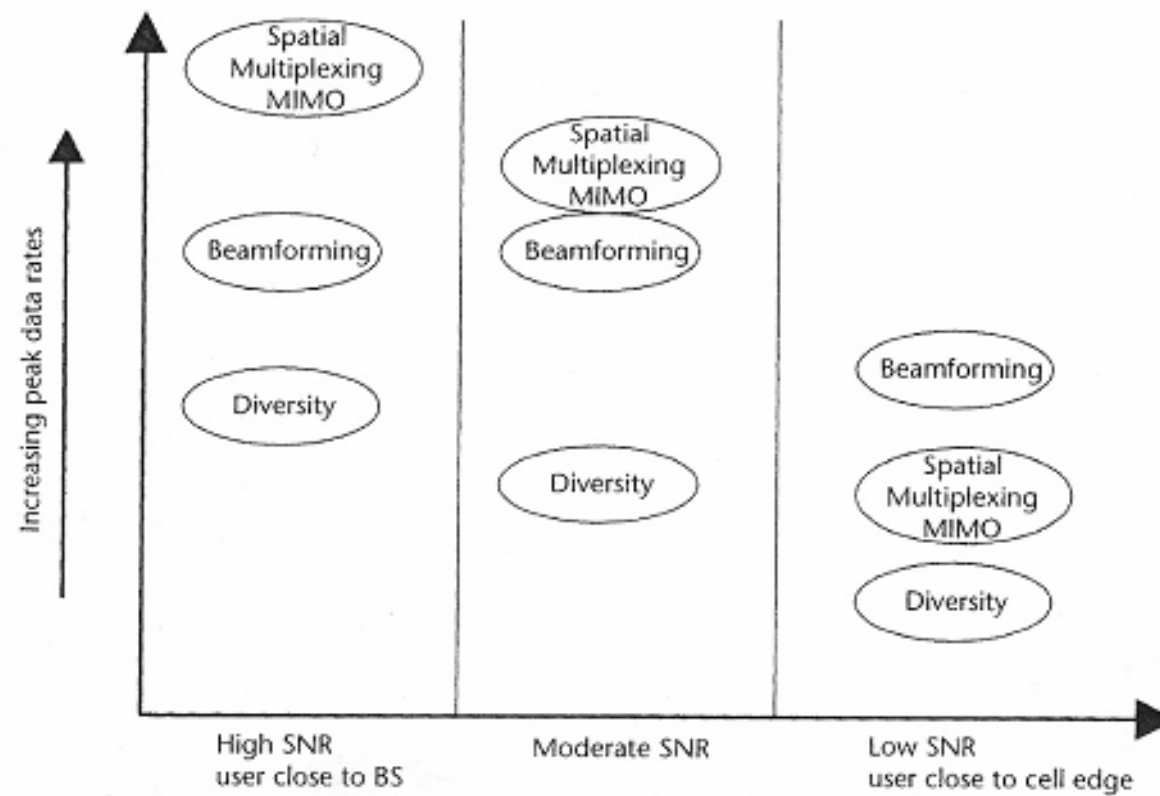 Spatial
Multiplexing
MIMO
Spatial
Multiplexing
MIMO
Beamforming
Beamforming
Beamforming
Diversity
Diversity
Spatial
Multiplexing
MIMO
Diversity
Increasing peak data rates
High SNR
user close to BS
Moderate SNR
Low SNR
user close to cell edge